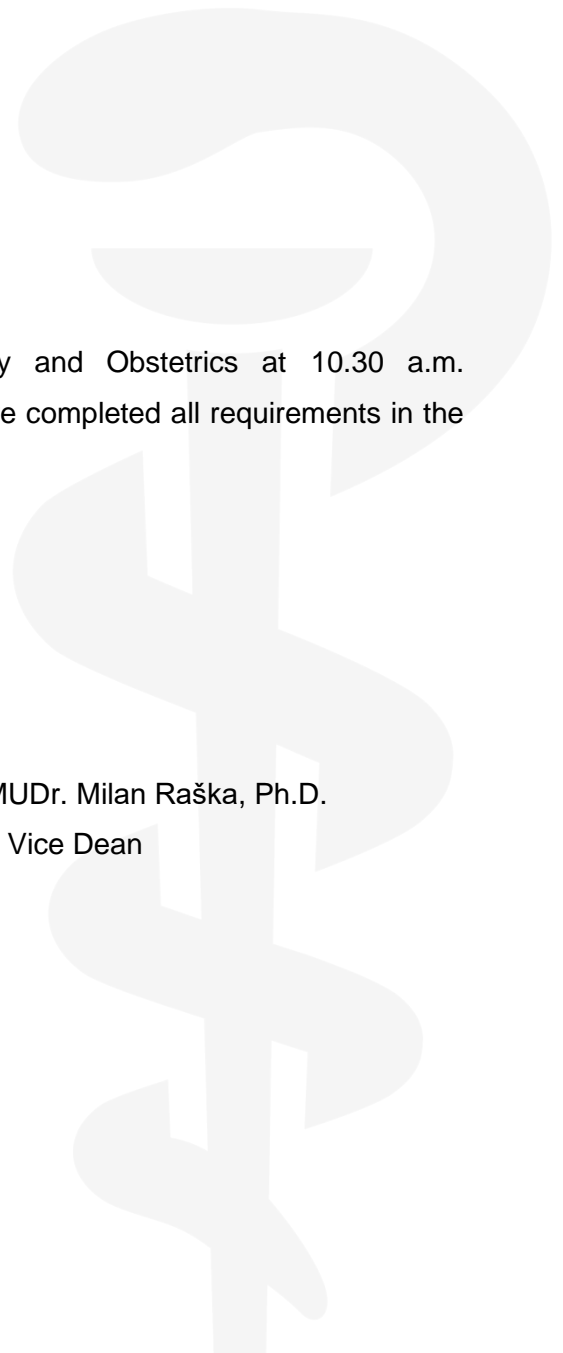 y and Obstetrics at 10.30 a.m.
e completed all requirements in the
MUDr. Milan Raška, Ph.D.
Vice Dean